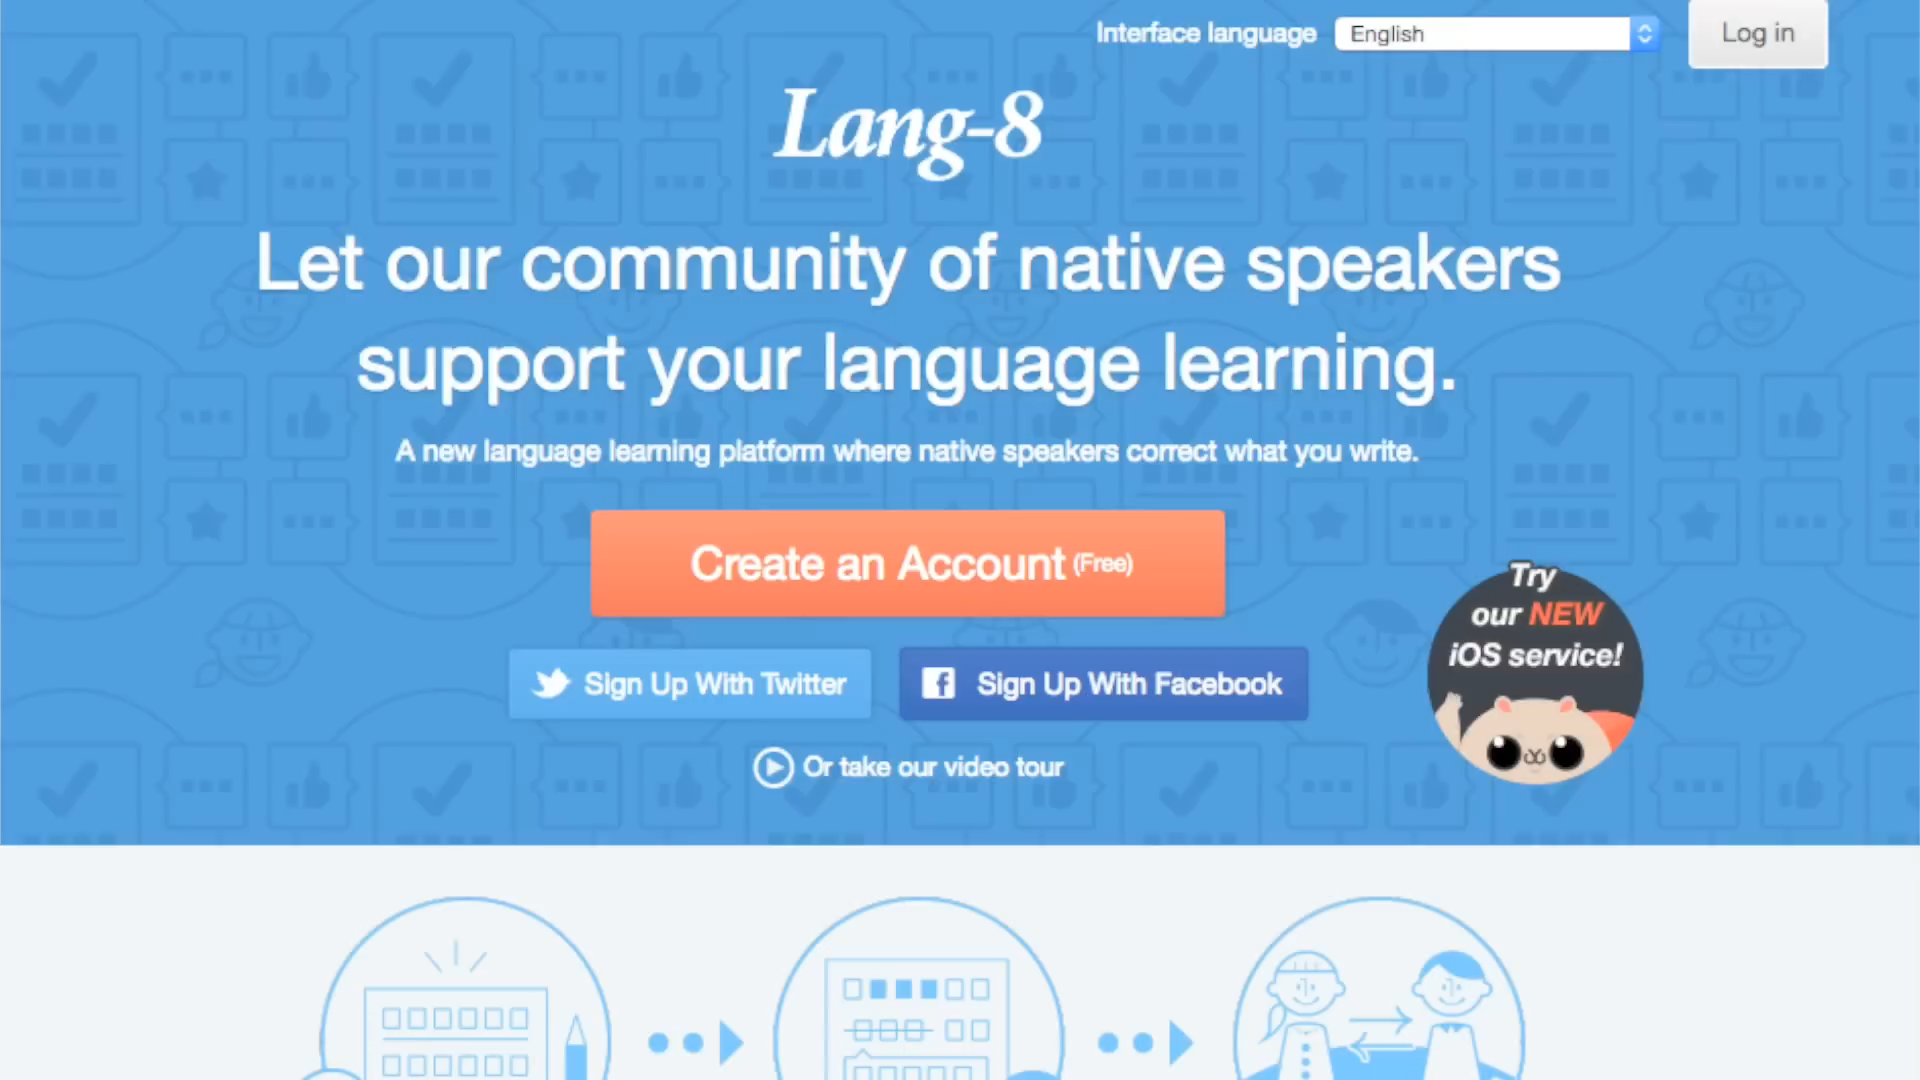 Interface language English Log in
Lang-8
Let our community of native speakers
support your language learning.
A new language learning platform where native speakers correct what you write.
Create an Account (Free)
Sign Up With Twitter
Sign Up With Facebook
Or take our video tour
Try
our NEW
iOS service!